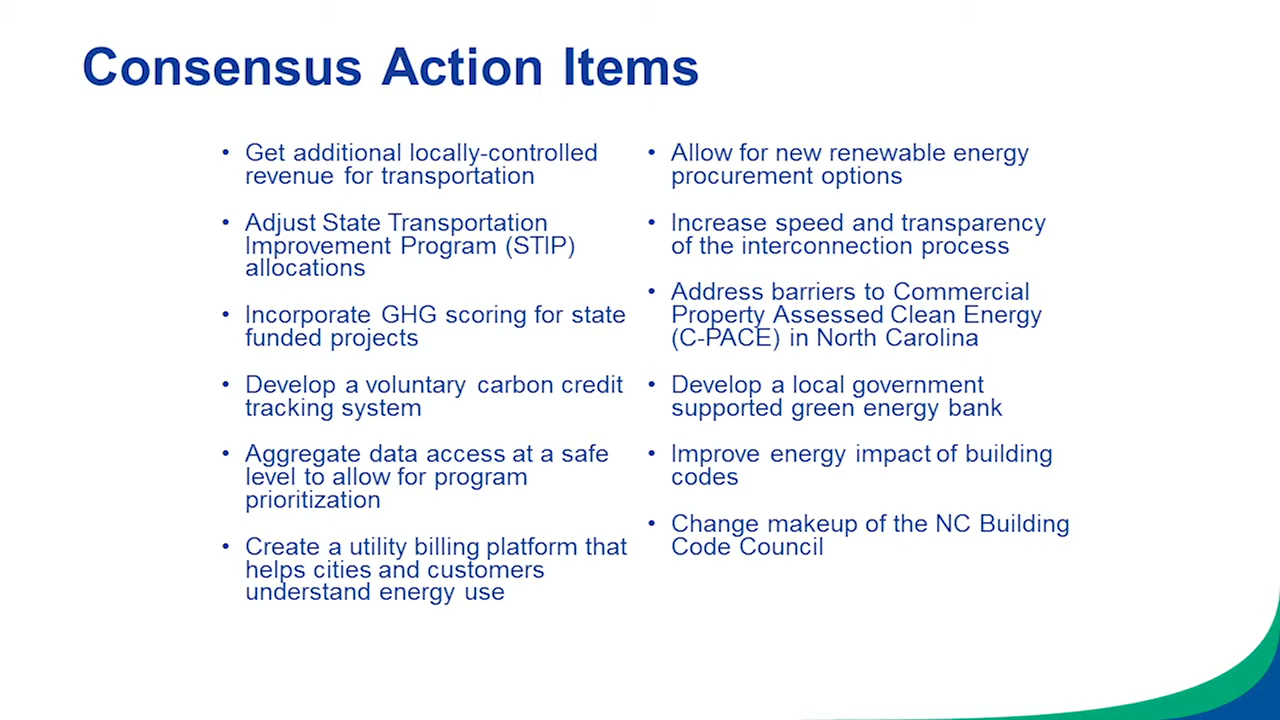 Consensus Action Items
• Get additional locally-controlled
revenue for transportation
• Adjust State Transportation
Improvement Program (STIP)
allocations
• Incorporate GHG scoring for state
funded projects
• Develop a voluntary carbon credit
tracking system
• Aggregate data access at a safe
level to allow for program
prioritization
• Create a utility billing platform that
helps cities and customers
understand energy use
• Allow for new renewable energy
procurement options
• Increase speed and transparency
of the interconnection process
• Address barriers to Commercial
Property Assessed Clean Energy
(C-PACE) in North Carolina
• Develop a local government
supported green energy bank
• Improve energy impact of building
codes
• Change makeup of the NC Building
Code Council